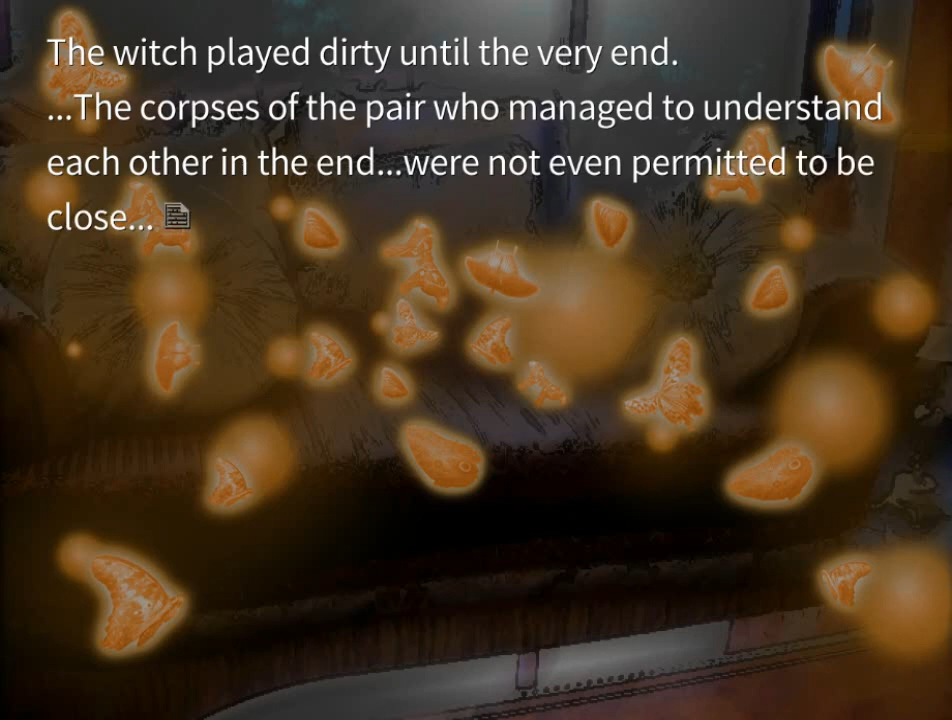 The witch played dirty until the very end.
...The corpses of the pair who managed to understand
each other in the end...were not even permitted to be
close...